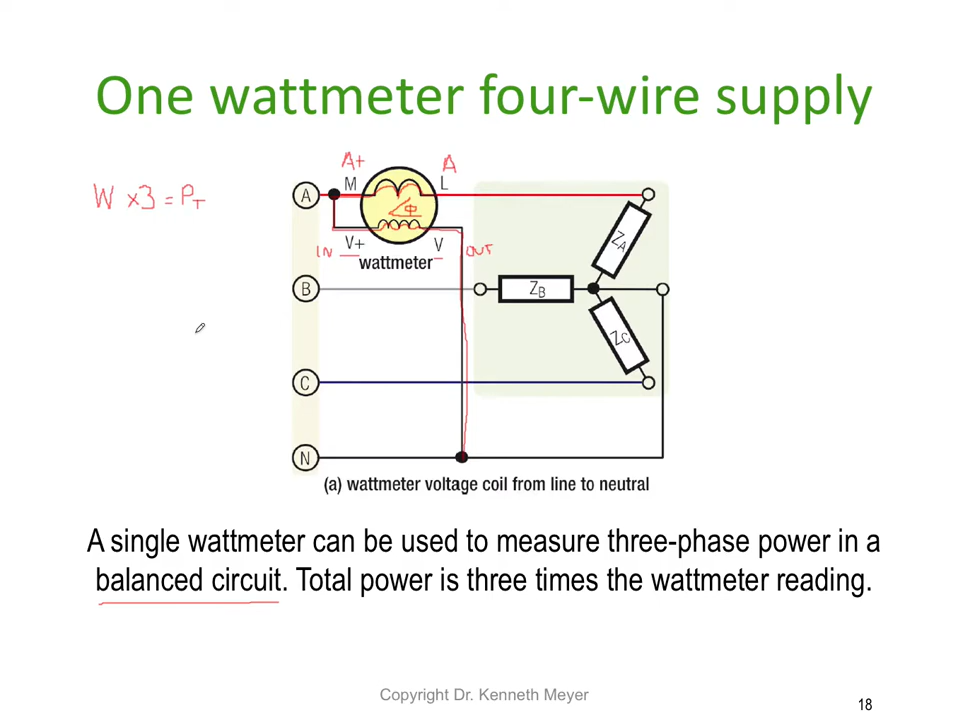 One wattmeter four-wire supply
A+ A
W x3 = PT
A M L
Φ
ZA
IN V+ V OUT
wattmeter
B ZB
ZC
C
N
(a) wattmeter voltage coil from line to neutral
A single wattmeter can be used to measure three-phase power in a
balanced circuit. Total power is three times the wattmeter reading.
Copyright Dr. Kenneth Meyer
18